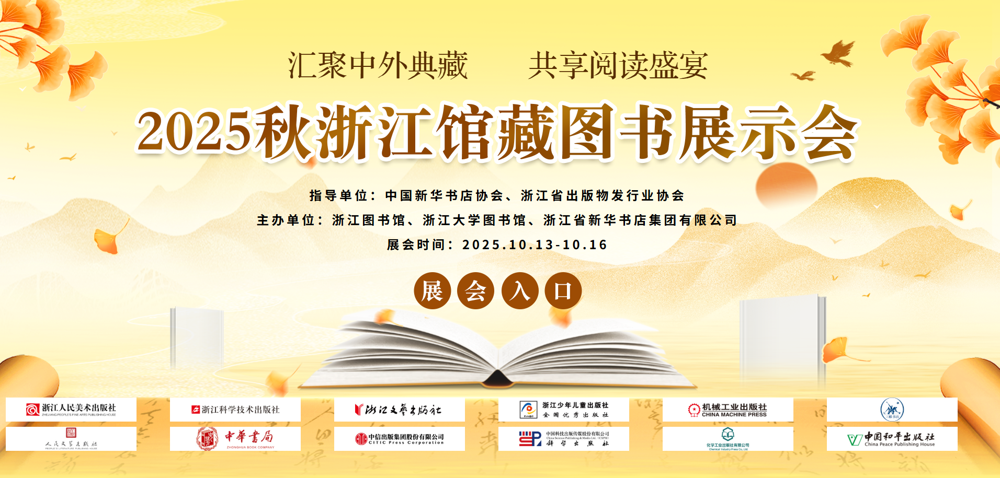 汇聚中外典藏 共享阅读盛宴
2025秋浙江馆藏图书展示会
指导单位：中国新华书店协会、浙江省出版物发行业协会
主办单位：浙江图书馆、浙江大学图书馆、浙江省新华书店集团有限公司
展会时间：2025.10.13-10.16
展会入口
浙江人民美术出版社
ZHEJIANG PEOPLE'S FINE ARTS PUBLISHING HOUSE
浙江科学技术出版社
浙江文艺出版社
浙江少年儿童出版社
全国优秀出版社
机械工业出版社
CHINA MACHINE PRESS
三联书店
人民文学出版社
PEOPLE'S LITERATURE PUBLISHING HOUSE
中華書局
ZHONGHUA BOOK COMPANY
中信出版集团股份有限公司
CITIC Press Corporation
中国科技出版传媒股份有限公司
China Science Publishing & Media Ltd. (CSPM)
科学出版社
化学工业出版社有限公司
Chemical Industry Press Co., Ltd.
中国和平出版社
China Peace Publishing House